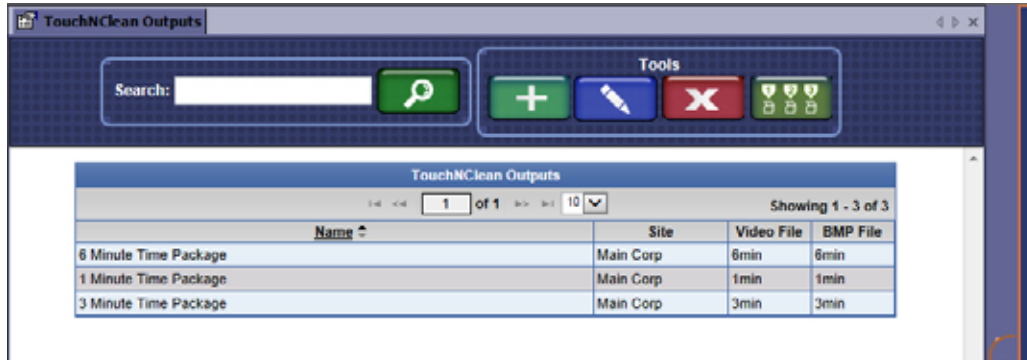 TouchNClean Outputs
Search:
Tools
TouchNClean Outputs
1 of 1 10 Showing 1 - 3 of 3
Name Site Video File BMP File
6 Minute Time Package Main Corp 6min 6min
1 Minute Time Package Main Corp 1min 1min
3 Minute Time Package Main Corp 3min 3min